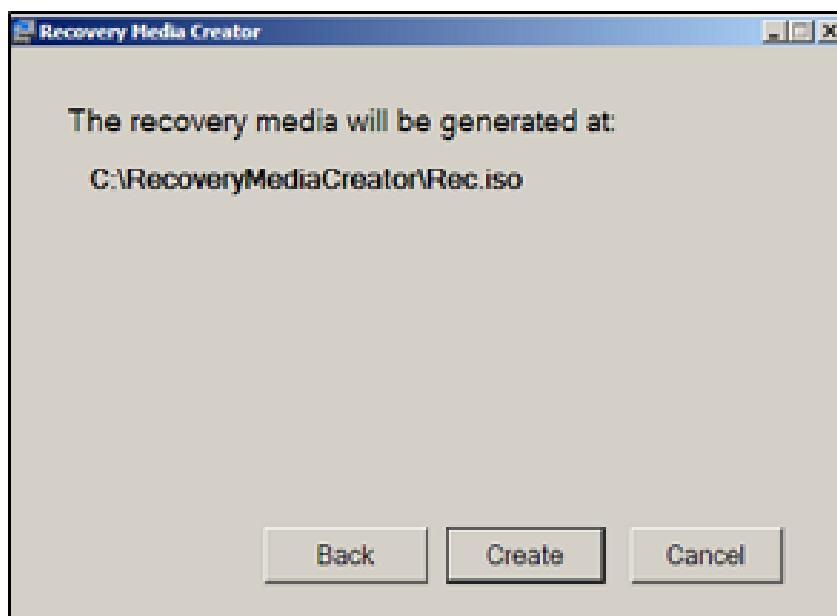 Recovery Media Creator
The recovery media will be generated at:
C:\RecoveryMediaCreator\Rec.iso
Back Create Cancel